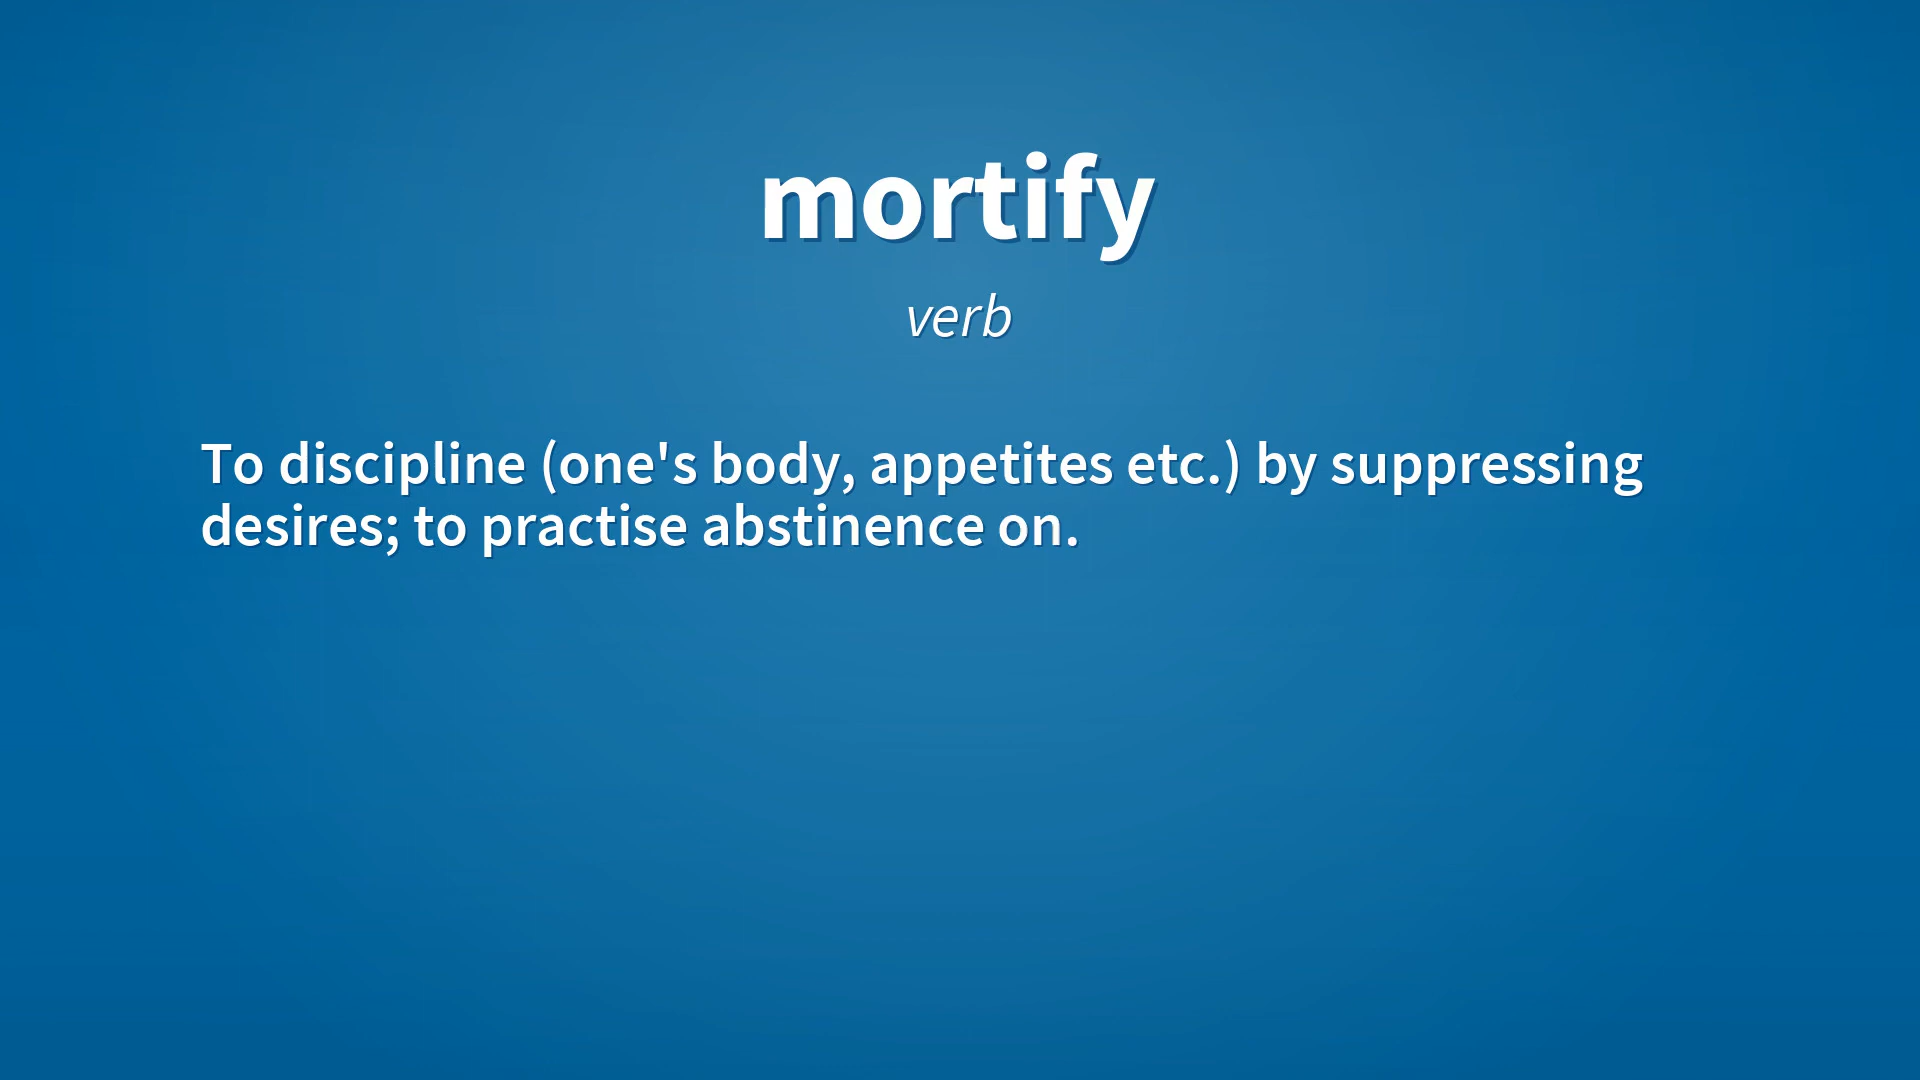 mortify
verb
To discipline (one's body, appetites etc.) by suppressing
desires; to practise abstinence on.